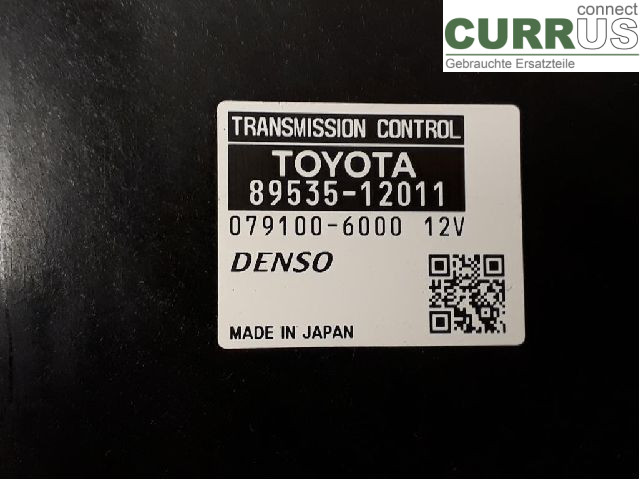 connect
CURRUS
Gebrauchte Ersatzteile
TRANSMISSION CONTROL
TOYOTA
89535-12011
079100-6000 12V
DENSO
MADE IN JAPAN